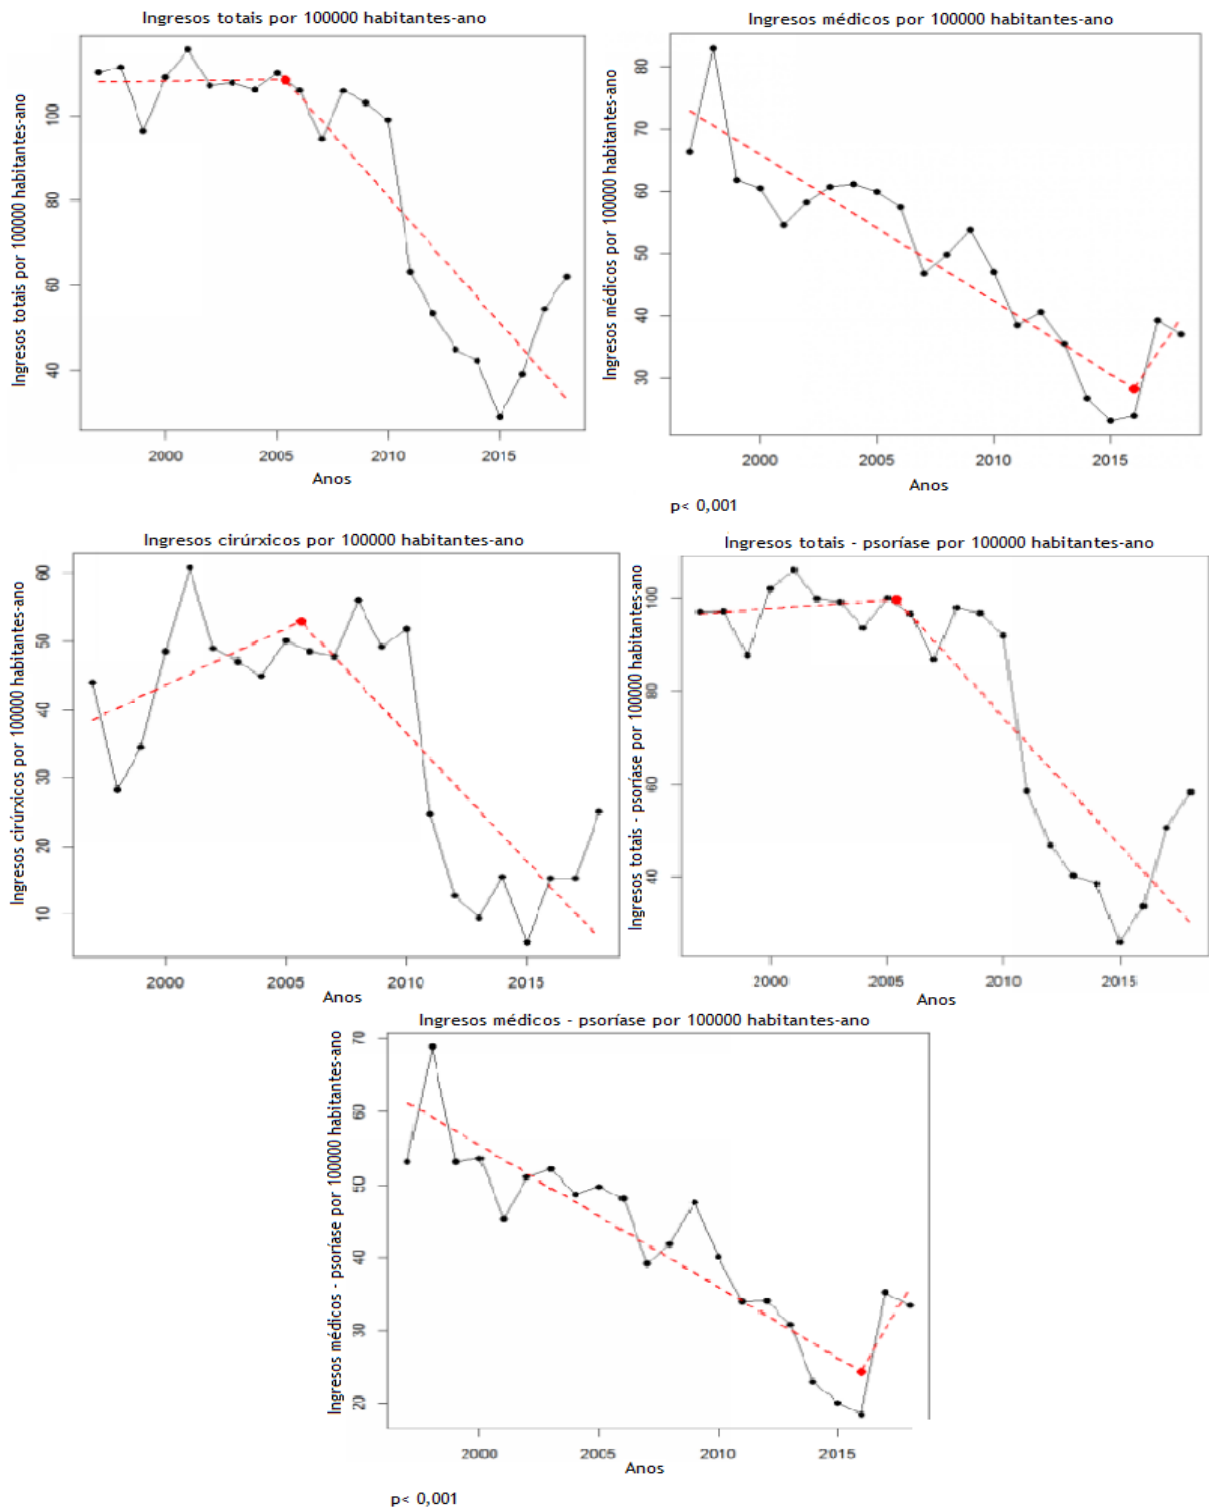 Ingresos totais por 100000 habitantes-ano
Ingresos totais por 100000 habitantes-ano
100
80
60
40
2000 2005 2010 2015
Anos
Ingresos médicos por 100000 habitantes-ano
Ingresos médicos por 100000 habitantes-ano
80
70
60
50
40
30
2000 2005 2010 2015
Anos
p< 0,001
Ingresos cirúrxicos por 100000 habitantes-ano
Ingresos cirúrxicos por 100000 habitantes-ano
60
50
40
30
20
10
2000 2005 2010 2015
Anos
Ingresos totais - psoríase por 100000 habitantes-ano
Ingresos totais - psoríase por 100000 habitantes-ano
100
80
60
40
2000 2005 2010 2015
Anos
Ingresos médicos - psoríase por 100000 habitantes-ano
Ingresos médicos - psoríase por 100000 habitantes-ano
70
60
50
40
30
20
2000 2005 2010 2015
Anos
p< 0,001